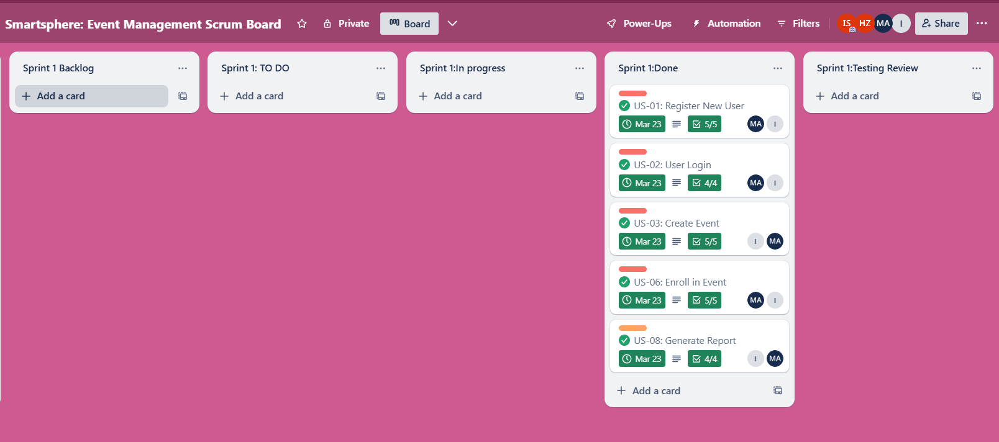 Smartsphere: Event Management Scrum Board
Private
Board
Power-Ups
Automation
Filters
IS
HZ
MA
I
Share
Sprint 1 Backlog
Add a card
Sprint 1: TO DO
Add a card
Sprint 1:In progress
Add a card
Sprint 1:Done
US-01: Register New User
Mar 23
5/5
MA
I
US-02: User Login
Mar 23
4/4
MA
I
US-03: Create Event
Mar 23
5/5
I
MA
US-06: Enroll in Event
Mar 23
5/5
MA
I
US-08: Generate Report
Mar 23
4/4
I
MA
Add a card
Sprint 1:Testing Review
Add a card